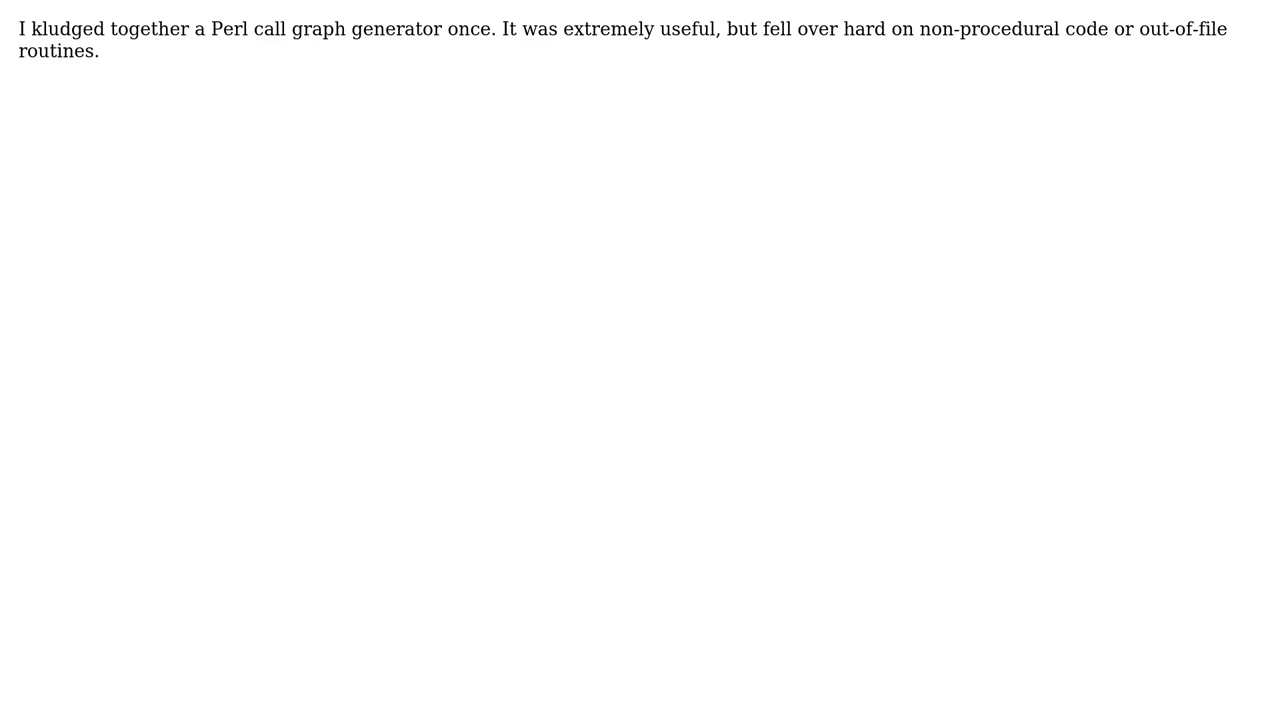 I kludged together a Perl call graph generator once. It was extremely useful, but fell over hard on non-procedural code or out-of-file
routines.